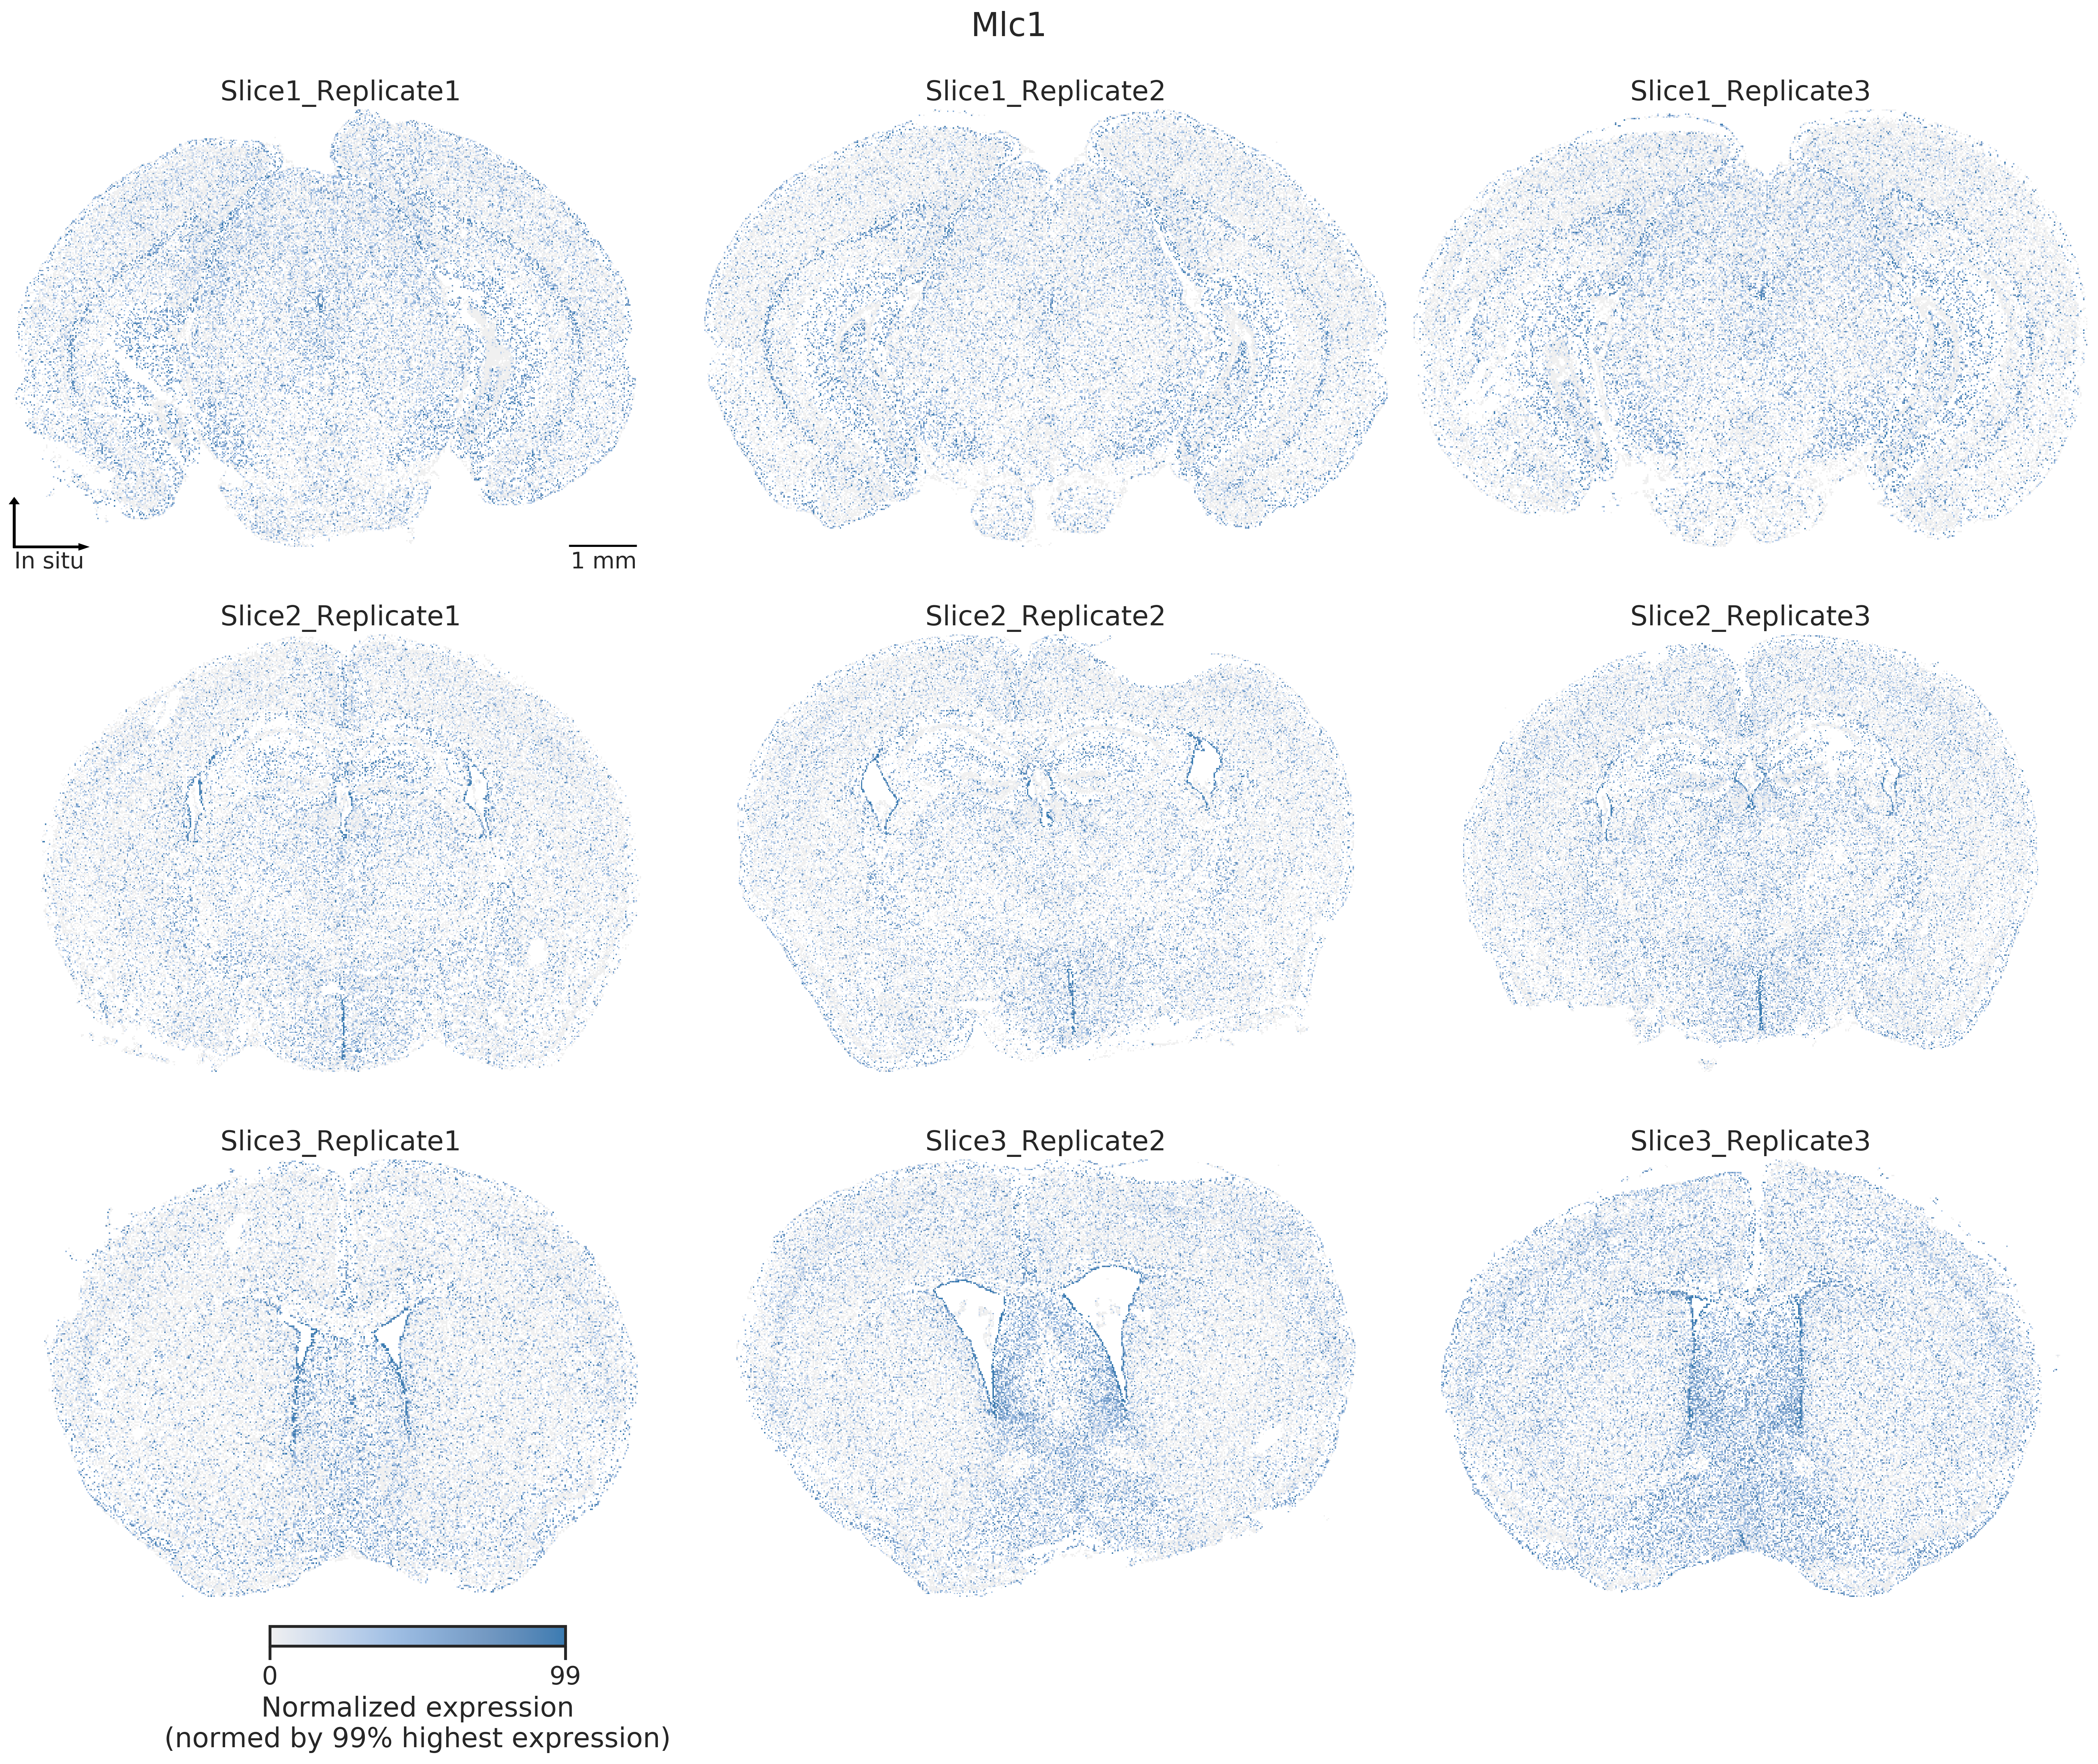 Mlc1
Slice1_Replicate1
Slice1_Replicate2
Slice1_Replicate3
In situ
1 mm
Slice2_Replicate1
Slice2_Replicate2
Slice2_Replicate3
Slice3_Replicate1
Slice3_Replicate2
Slice3_Replicate3
0
99
Normalized expression
(normed by 99% highest expression)